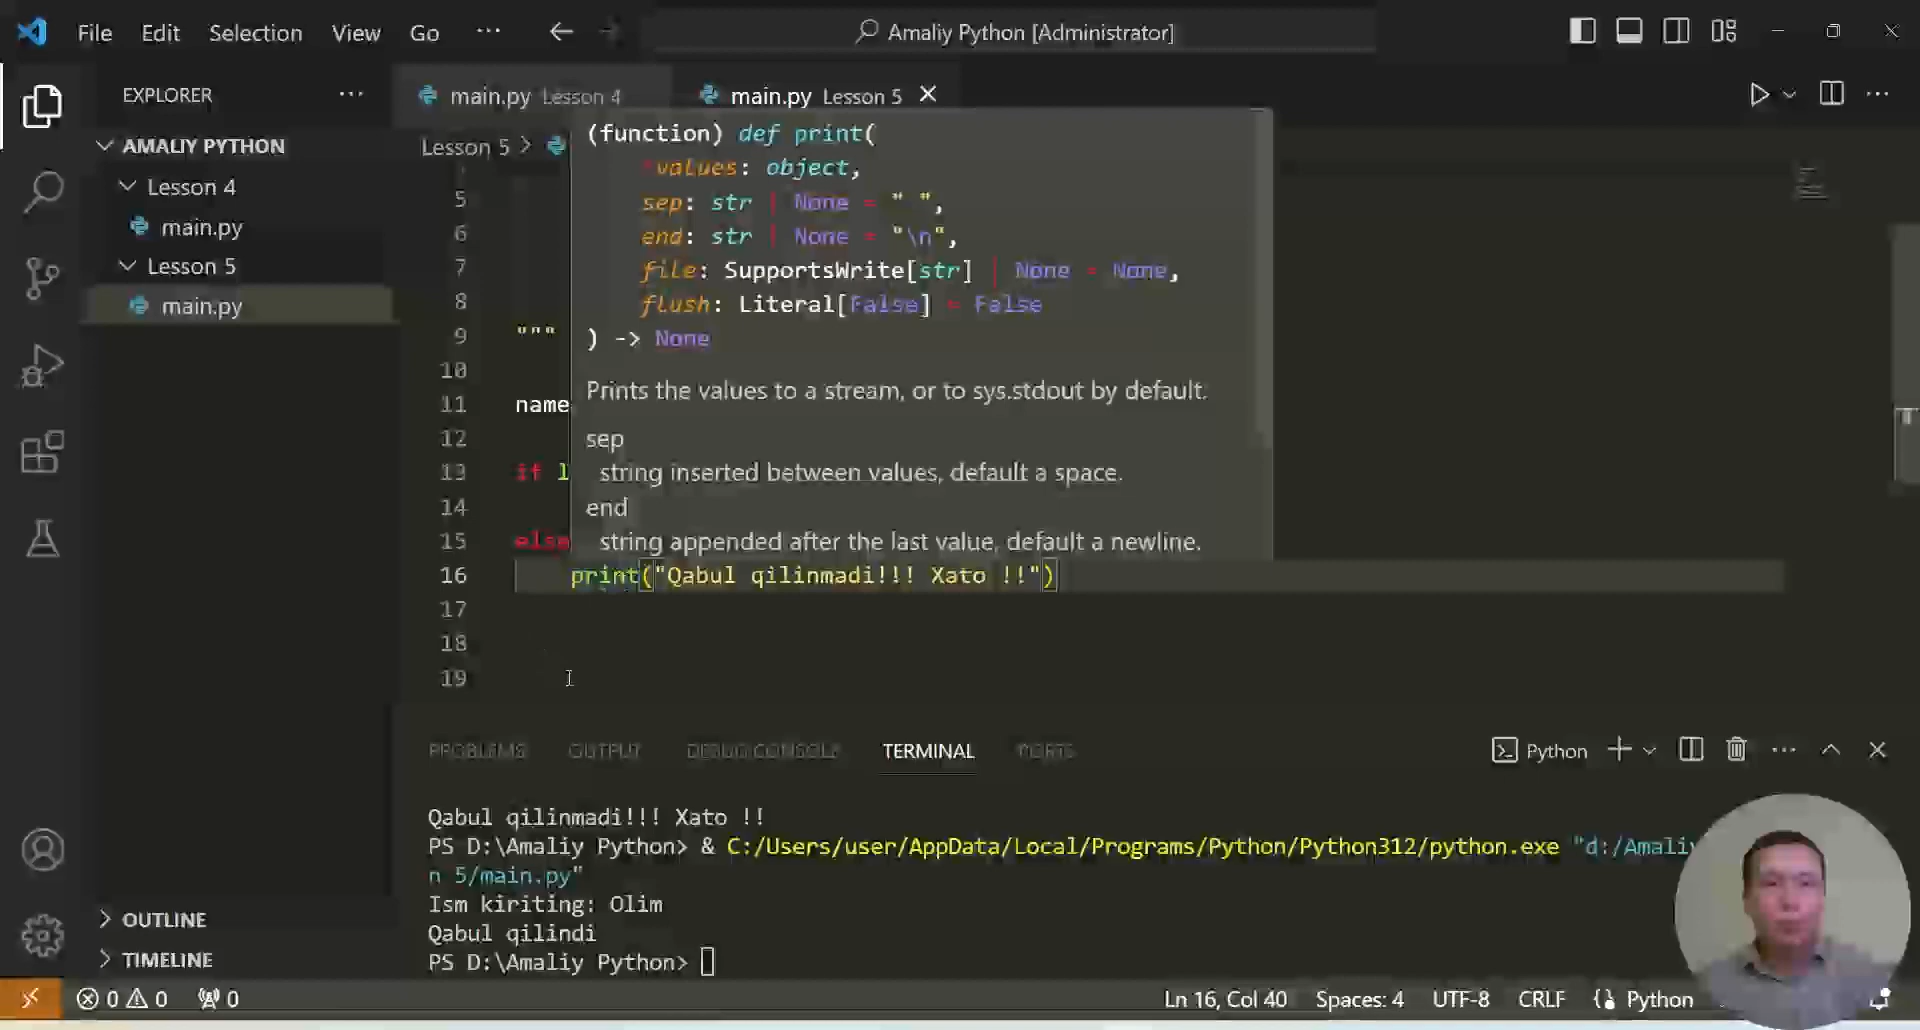 File Edit Selection View Go ··· Amaliy Python [Administrator]
EXPLORER ···
AMALIY PYTHON
Lesson 4
main.py
Lesson 5
main.py
OUTLINE
TIMELINE
main.py Lesson 4 main.py Lesson 5
Lesson 5 >
(function) def print(
*values: object,
sep: str | None = " ",
end: str | None = "\n",
file: SupportsWrite[str] | None = None,
flush: Literal[False] = False
) -> None
Prints the values to a stream, or to sys.stdout by default.
sep
string inserted between values, default a space.
end
string appended after the last value, default a newline.
5
6
7
8
9 """
10
11 name
12
13 if l
14
15 else
16 print("Qabul qilinmadi!!! Xato !!")
17
18
19
PROBLEMS OUTPUT DEBUG CONSOLE TERMINAL PORTS Python
Qabul qilinmadi!!! Xato !!
PS D:\Amaliy Python> & C:/Users/user/AppData/Local/Programs/Python/Python312/python.exe "d:/Amaliy
n 5/main.py"
Ism kiriting: Olim
Qabul qilindi
PS D:\Amaliy Python>
0 0 0 Ln 16, Col 40 Spaces: 4 UTF-8 CRLF Python